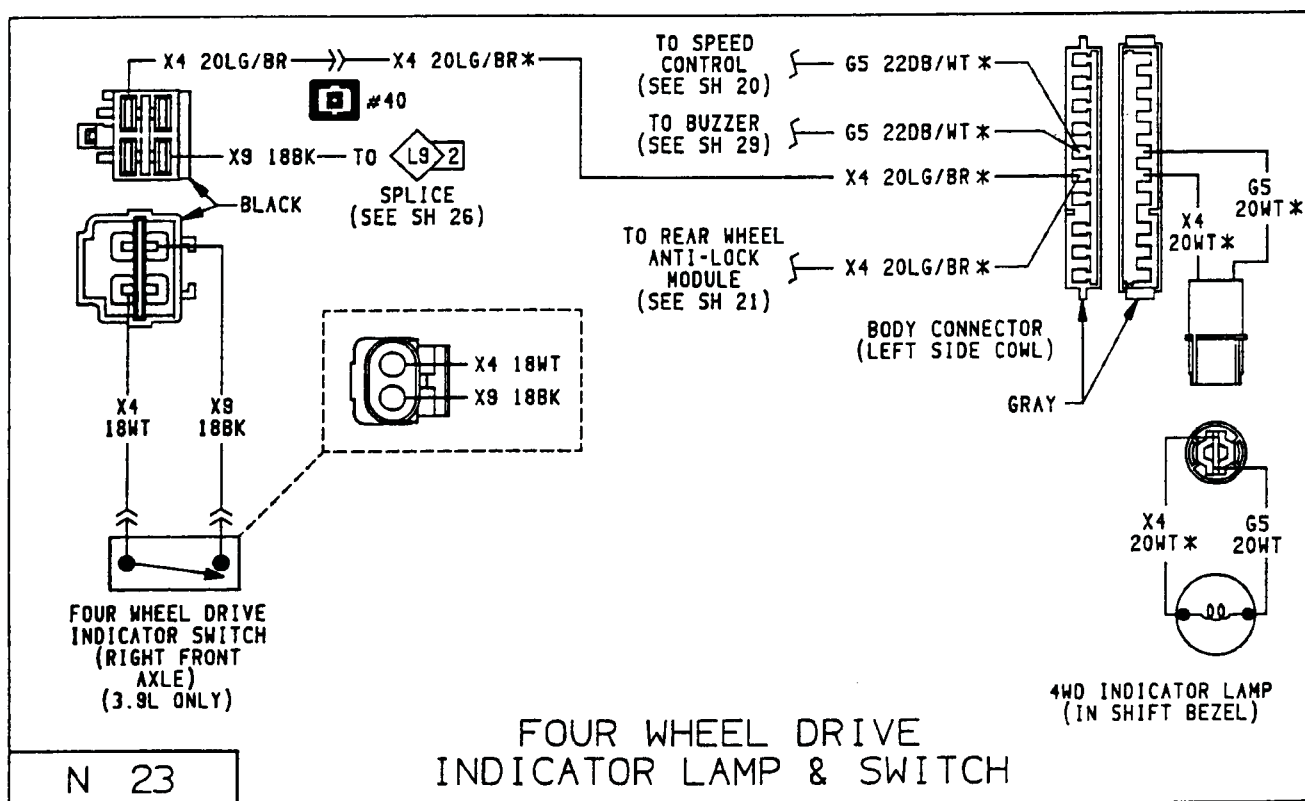 X4 20LG/BR
X4 20LG/BR*
#40
X9 18BK
TO
L9
2
SPLICE
(SEE SH 26)
BLACK
TO SPEED
CONTROL
(SEE SH 20)
G5 22DB/WT *
TO BUZZER
(SEE SH 29)
G5 22DB/WT*
X4 20LG/BR*
TO REAR WHEEL
ANTI-LOCK
MODULE
(SEE SH 21)
X4 20LG/BR*
G5
20WT*
X4
20WT*
BODY CONNECTOR
(LEFT SIDE COWL)
GRAY
X4 18WT
X9 18BK
X4
18WT
X9
18BK
FOUR WHEEL DRIVE
INDICATOR SWITCH
(RIGHT FRONT
AXLE)
(3.9L ONLY)
X4
20WT*
G5
20WT
4WD INDICATOR LAMP
(IN SHIFT BEZEL)
FOUR WHEEL DRIVE
INDICATOR LAMP & SWITCH
N 23